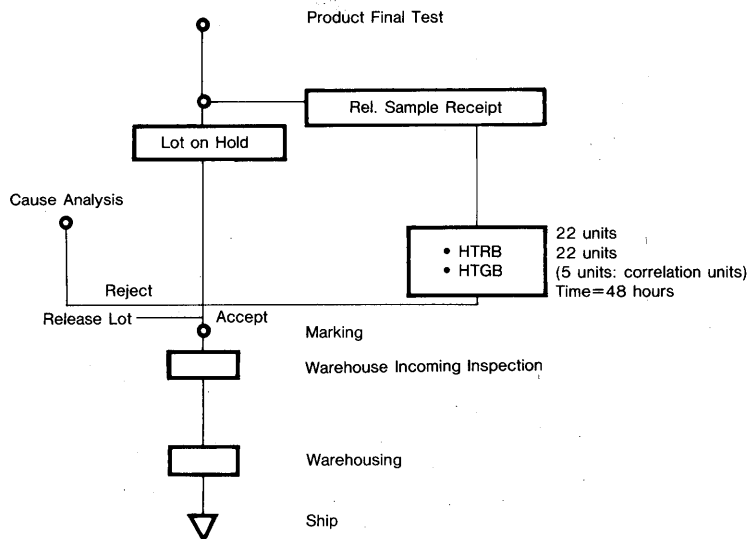 Product Final Test
Rel. Sample Receipt
Lot on Hold
Cause Analysis
22 units
• HTRB
22 units
• HTGB
(5 units: correlation units)
Time=48 hours
Reject
Release Lot
Accept
Marking
Warehouse Incoming Inspection
Warehousing
Ship